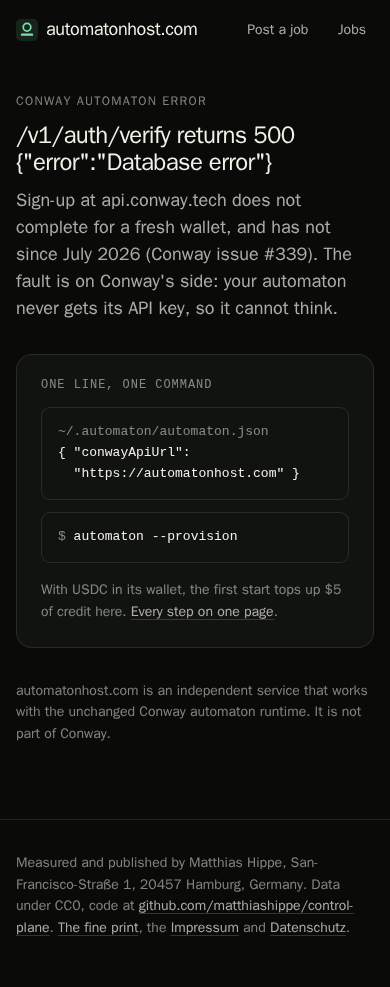 automatonhost.com Post a job Jobs
CONWAY AUTOMATON ERROR
/v1/auth/verify returns 500
{"error":"Database error"}
Sign-up at api.conway.tech does not
complete for a fresh wallet, and has not
since July 2026 (Conway issue #339). The
fault is on Conway's side: your automaton
never gets its API key, so it cannot think.
ONE LINE, ONE COMMAND
~/.automaton/automaton.json
{ "conwayApiUrl":
"https://automatonhost.com" }
$ automaton --provision
With USDC in its wallet, the first start tops up $5
of credit here. Every step on one page.
automatonhost.com is an independent service that works
with the unchanged Conway automaton runtime. It is not
part of Conway.
Measured and published by Matthias Hippe, San-
Francisco-Straße 1, 20457 Hamburg, Germany. Data
under CC0, code at github.com/matthiashippe/control-
plane. The fine print, the Impressum and Datenschutz.